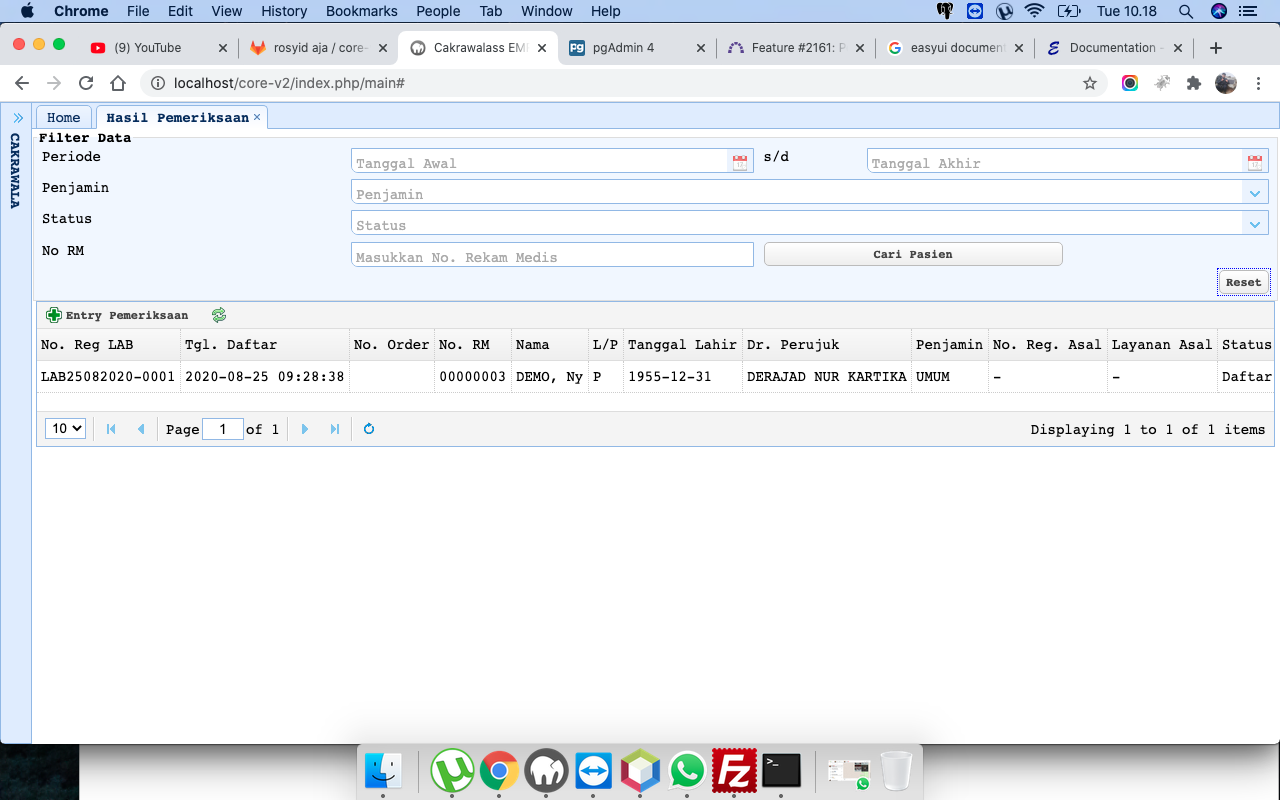 Chrome File Edit View History Bookmarks People Tab Window Help Tue 10.18
(9) YouTube rosyid aja / core- Cakrawalass EM pgAdmin 4 Feature #2161: P easyui documen Documentation -
localhost/core-v2/index.php/main#
CAKRAWALA
Home Hasil Pemeriksaan
Filter Data
Periode Tanggal Awal s/d Tanggal Akhir
Penjamin Penjamin
Status Status
No RM Masukkan No. Rekam Medis Cari Pasien
Reset
Entry Pemeriksaan
No. Reg LAB Tgl. Daftar No. Order No. RM Nama L/P Tanggal Lahir Dr. Perujuk Penjamin No. Reg. Asal Layanan Asal Status
LAB25082020-0001 2020-08-25 09:28:38 00000003 DEMO, Ny P 1955-12-31 DERAJAD NUR KARTIKA UMUM - - Daftar
10 Page 1 of 1 Displaying 1 to 1 of 1 items